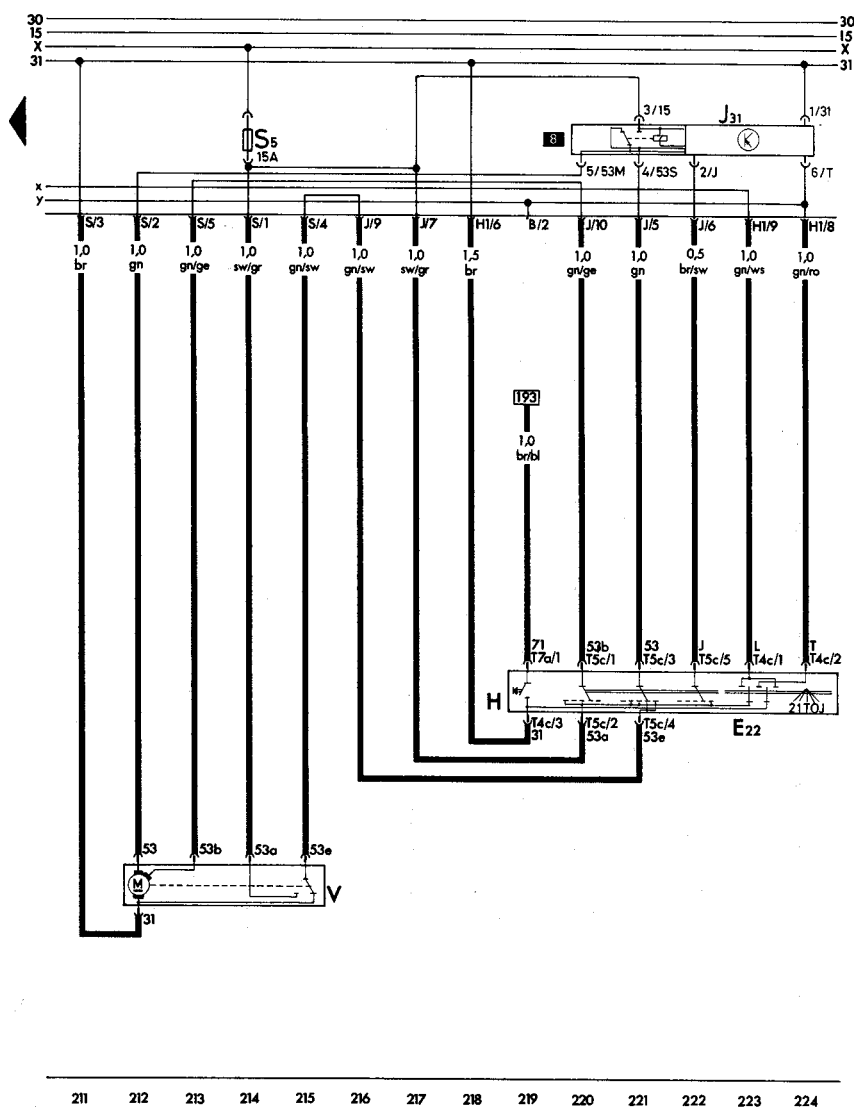 30 30
15 15
X X
31 31
3/15 J31 1/31
S5 8
15A
5/53M 4/53S 2/J 6/T
x
y
S/3 S/2 S/5 S/1 S/4 J/9 J/7 H1/6 B/2 J/10 J/5 J/6 H1/9 H1/8
1,0 1,0 1,0 1,0 1,0 1,0 1,0 1,5 1,0 1,0 0,5 1,0 1,0
br gn gn/ge sw/gr gn/sw gn/sw sw/gr br gn/ge gn br/sw gn/ws gn/ro
193
1,0
br/bl
71 53b 53 J L T
T7a/1 T5c/1 T5c/3 T5c/5 T4c/1 T4c/2
H
21TOJ
T4c/3 T5c/2 T5c/4 E22
31 53a 53e
53 53b 53a 53e
M V
31
211 212 213 214 215 216 217 218 219 220 221 222 223 224